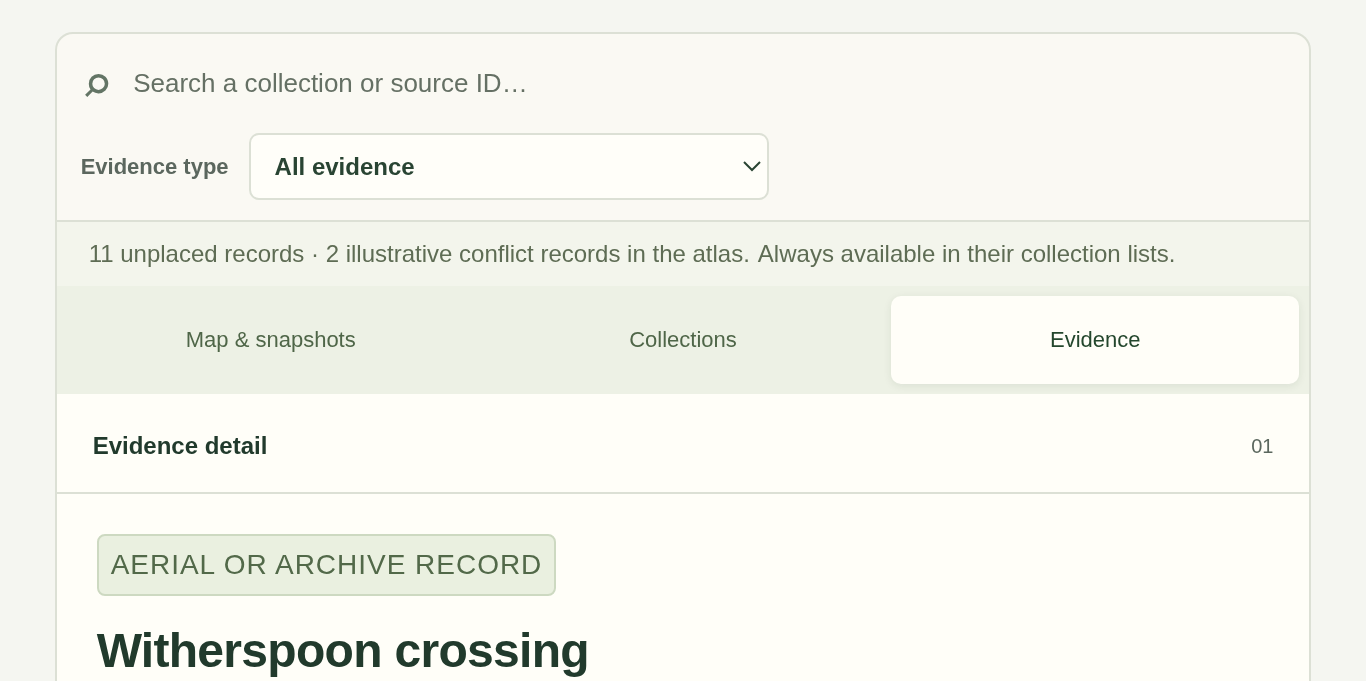 Search a collection or source ID…
Evidence type
All evidence
11 unplaced records · 2 illustrative conflict records in the atlas. Always available in their collection lists.
Map & snapshots
Collections
Evidence
Evidence detail
01
AERIAL OR ARCHIVE RECORD
Witherspoon crossing